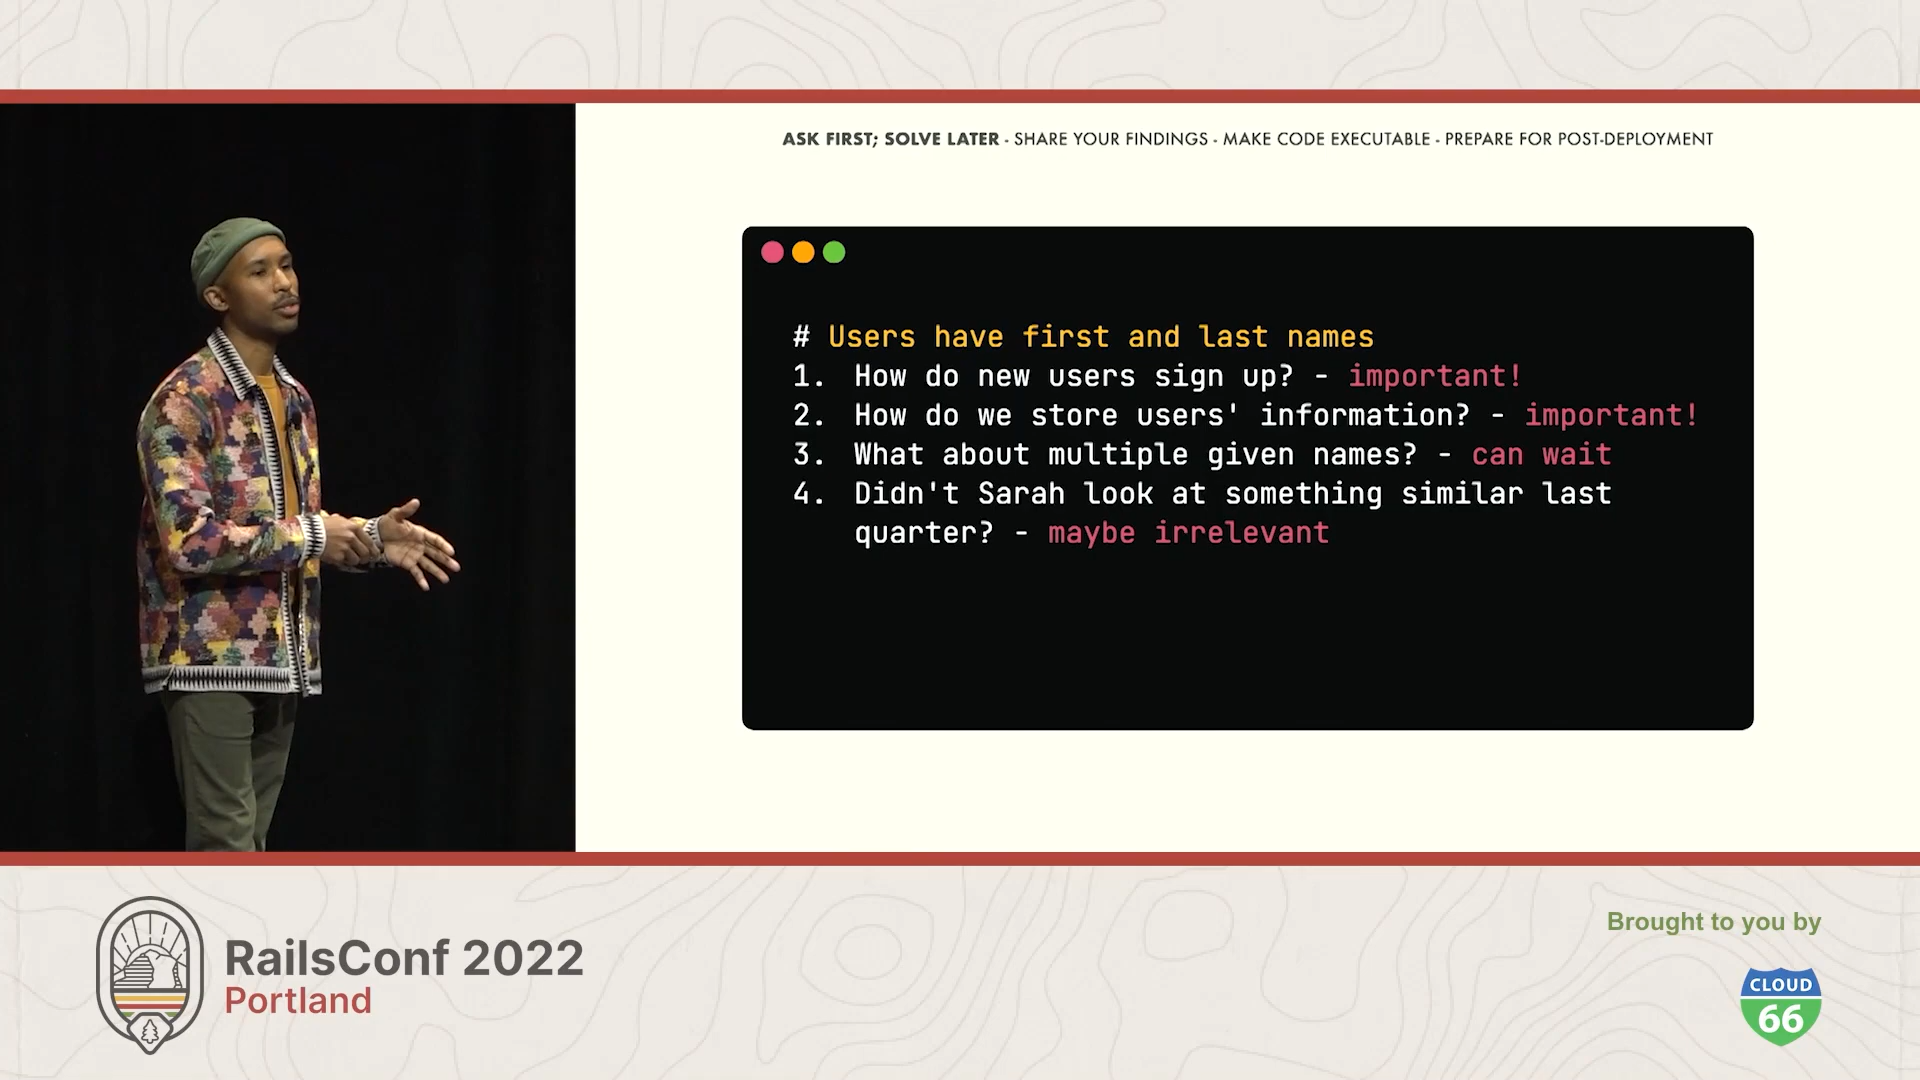 ASK FIRST; SOLVE LATER - SHARE YOUR FINDINGS - MAKE CODE EXECUTABLE - PREPARE FOR POST-DEPLOYMENT
# Users have first and last names
1. How do new users sign up? - important!
2. How do we store users' information? - important!
3. What about multiple given names? - can wait
4. Didn't Sarah look at something similar last
quarter? - maybe irrelevant
RailsConf 2022
Portland
Brought to you by
CLOUD
66